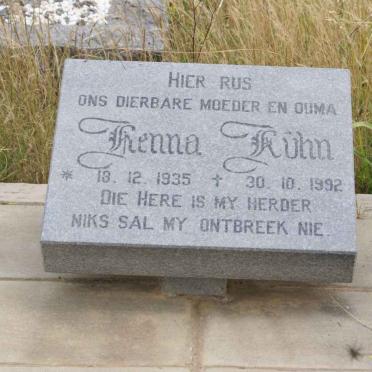 HIER RUS
ONS DIERBARE MOEDER EN OUMA
Henna Kühn
* 18. 12. 1935 † 30. 10. 1992
DIE HERE IS MY HERDER
NIKS SAL MY ONTBREEK NIE.